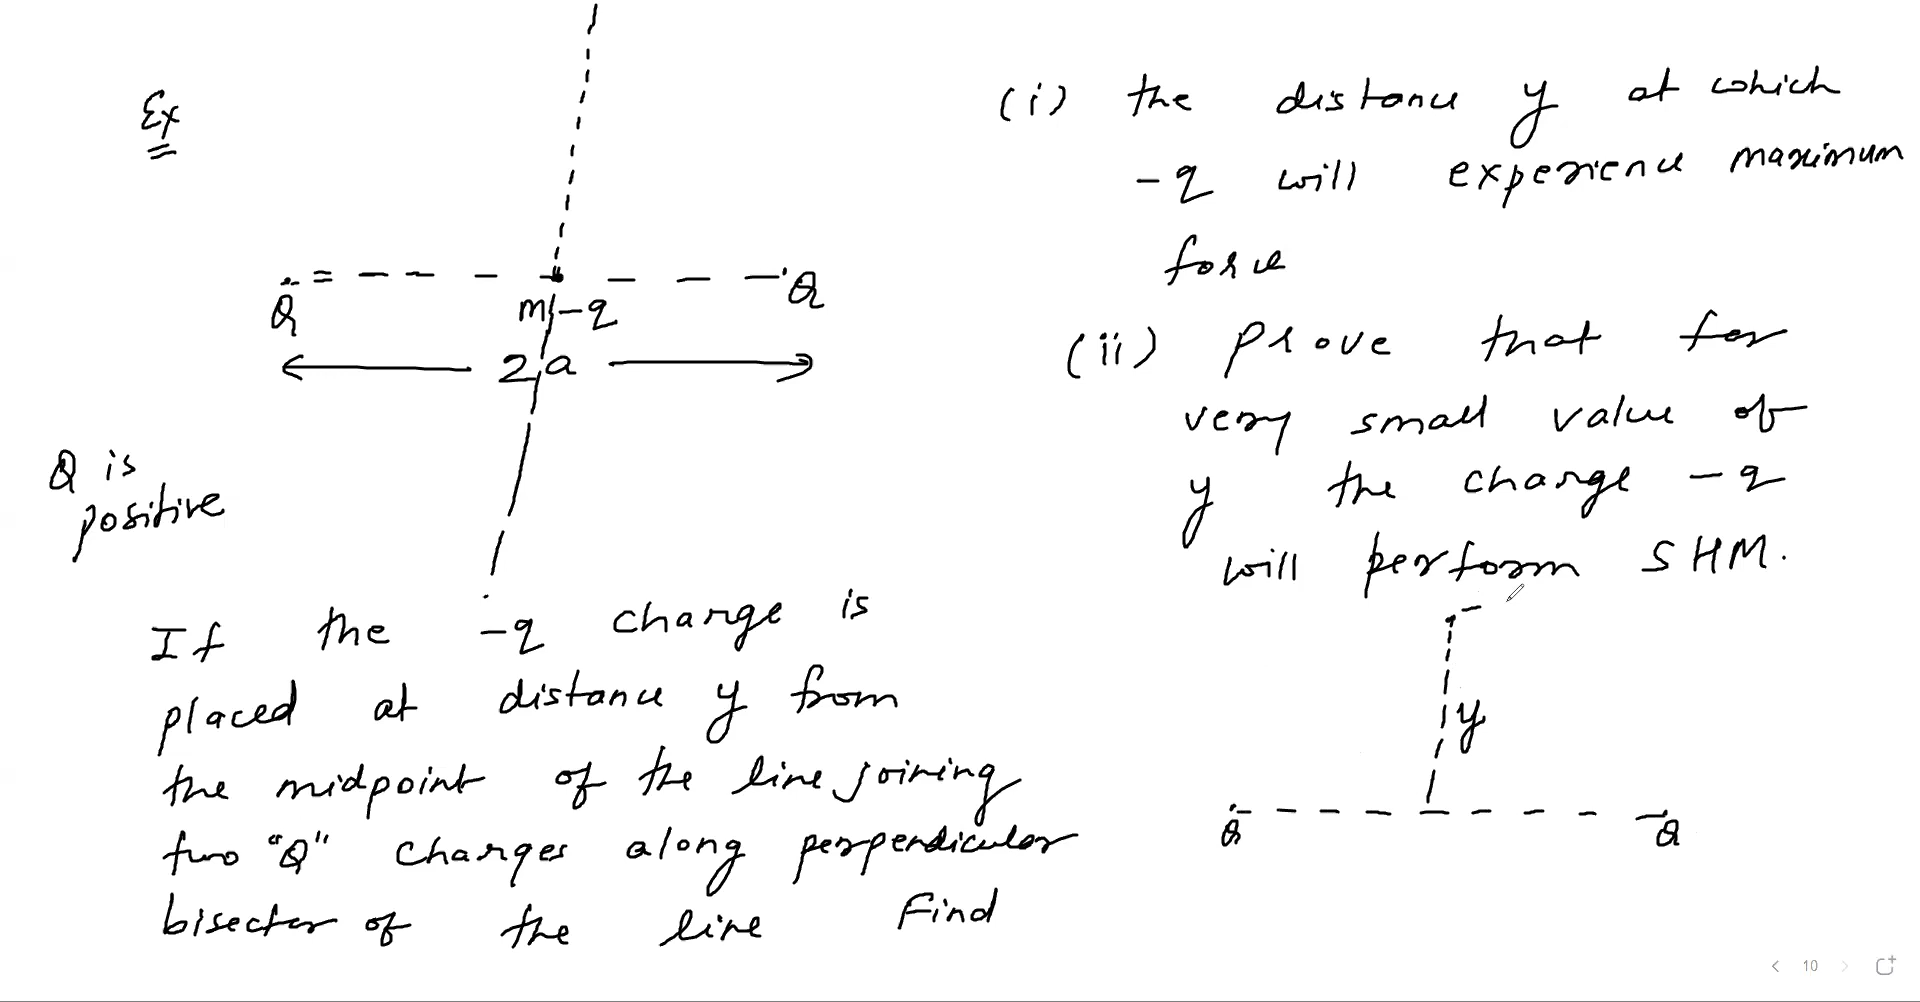 Ex
Q
m
-q
Q
2a
Q is
positive
If the -q charge is
placed at distance y from
the midpoint of the line joining
two "Q" charges along perpendicular
bisector of the line Find
(i) the distance y at which
-q will experience maximum
force
(ii) prove that for
very small value of
y the charge -q
will perform SHM.
-
y
Q
Q
10